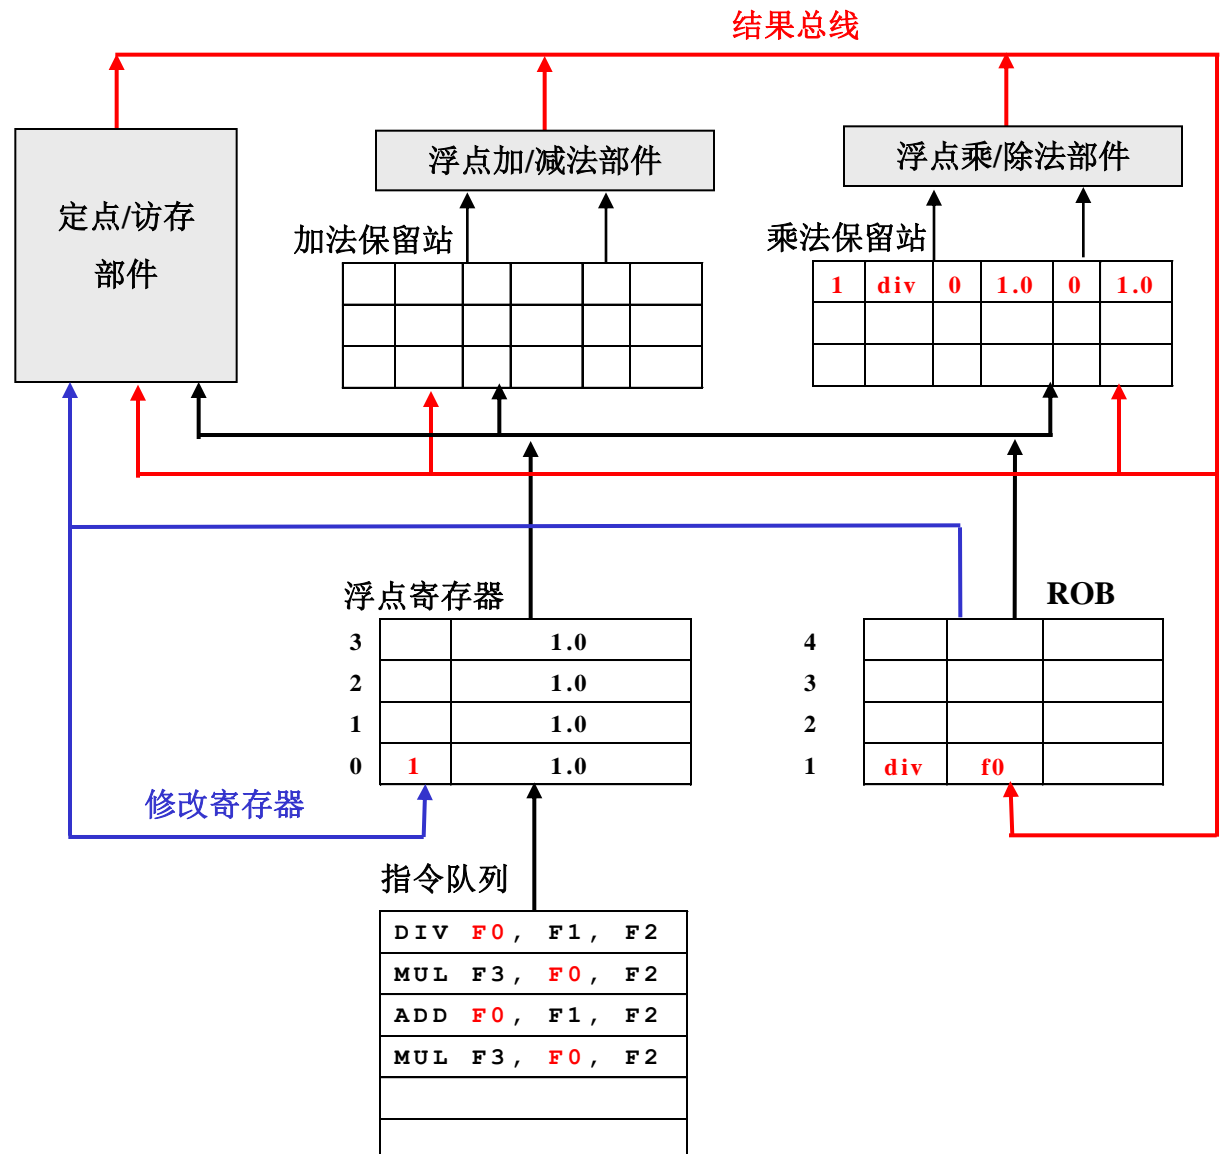 结果总线
定点/访存
部件
浮点加/减法部件
浮点乘/除法部件
加法保留站
乘法保留站
1 div 0 1.0 0 1.0
浮点寄存器
3 1.0
2 1.0
1 1.0
0 1 1.0
ROB
4
3
2
1 div f0
修改寄存器
指令队列
DIV F0, F1, F2
MUL F3, F0, F2
ADD F0, F1, F2
MUL F3, F0, F2